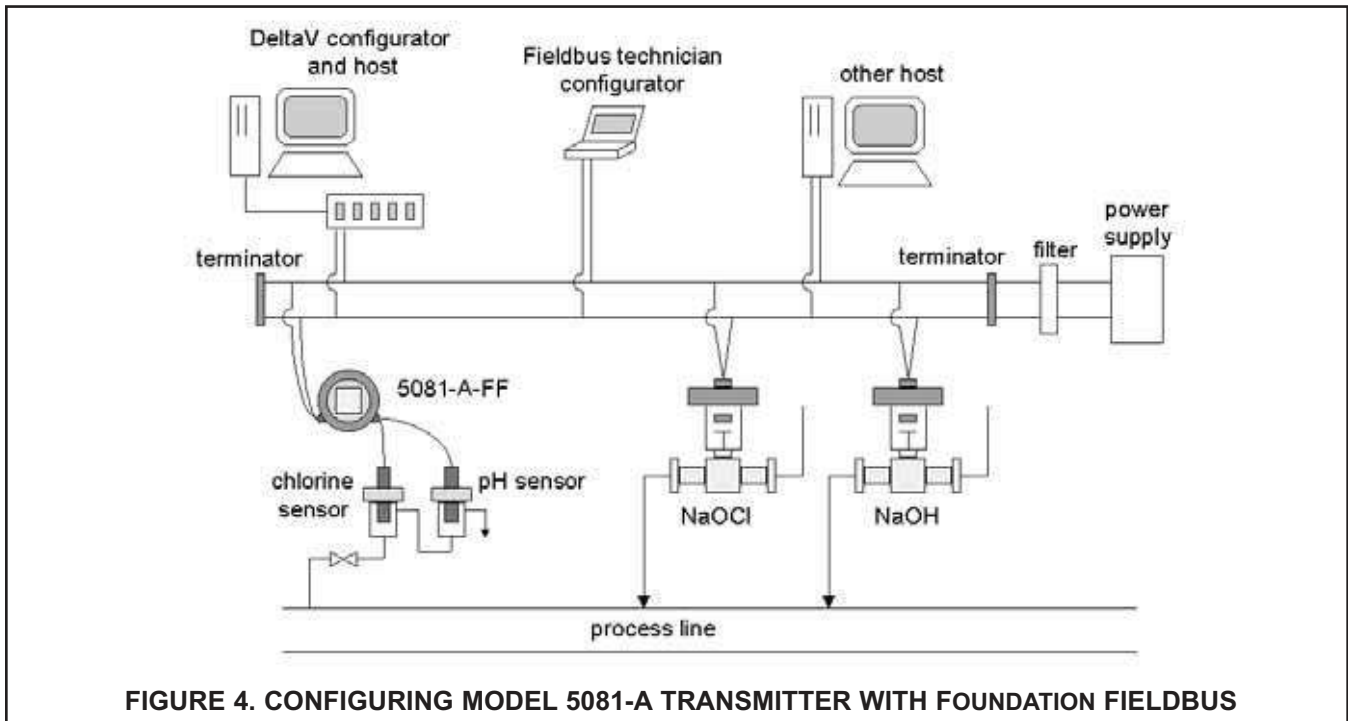 DeltaV configurator
and host
Fieldbus technician
configurator
other host
power
supply
terminator
terminator
filter
5081-A-FF
chlorine
sensor
pH sensor
NaOCl
NaOH
process line
FIGURE 4. CONFIGURING MODEL 5081-A TRANSMITTER WITH FOUNDATION FIELDBUS